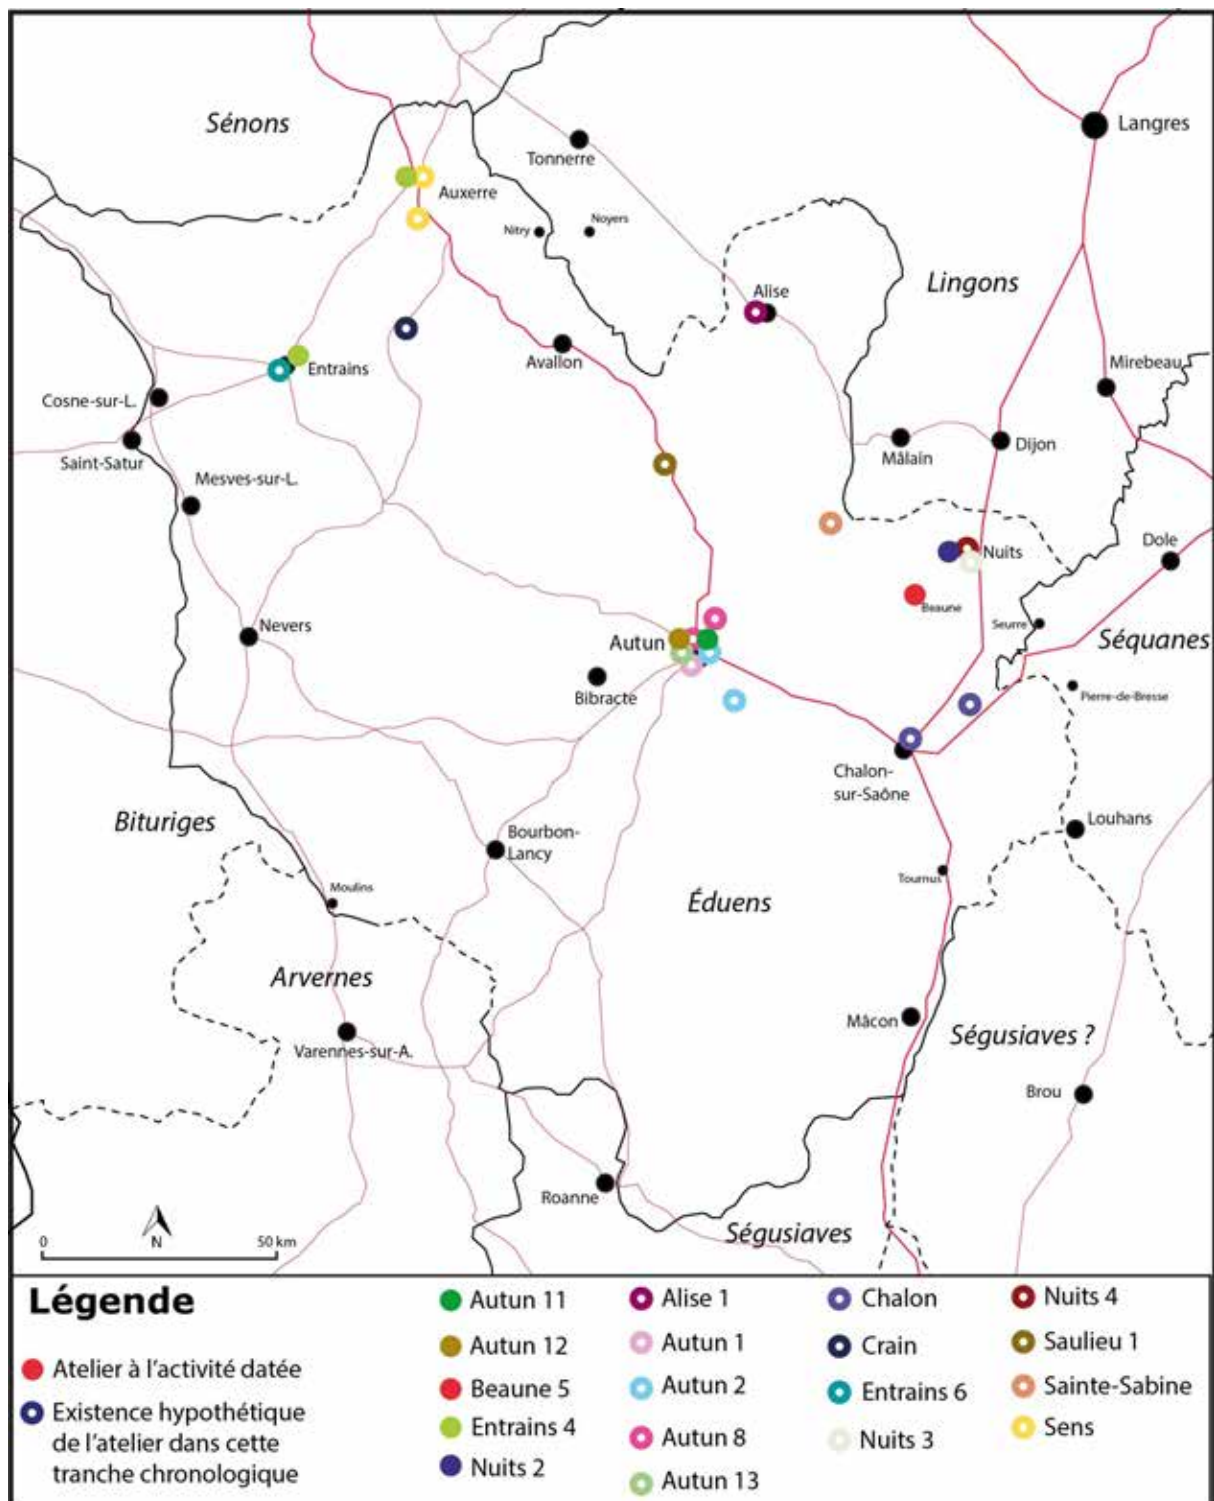 Langres
Sénons
Tonnerre
Auxerre
Nitry
Noyers
Alise
Lingons
Avallon
Entrains
Mirebeau
Cosne-sur-L.
Saint-Satur
Mâlain
Dijon
Mesves-sur-L.
Nuits
Dole
Beaune
Seurre
Nevers
Autun
Séquanes
Bibracte
Pierre-de-Bresse
Chalon-
sur-Saône
Bituriges
Bourbon-
Lancy
Louhans
Tournus
Moulins
Éduens
Arvernes
Mâcon
Ségusiaves ?
Varennes-sur-A.
Brou
Roanne
Ségusiaves
N
0
50 km
Légende
Atelier à l'activité datée
Existence hypothétique
de l'atelier dans cette
tranche chronologique
Autun 11
Autun 12
Beaune 5
Entrains 4
Nuits 2
Alise 1
Autun 1
Autun 2
Autun 8
Autun 13
Chalon
Crain
Entrains 6
Nuits 3
Nuits 4
Saulieu 1
Sainte-Sabine
Sens